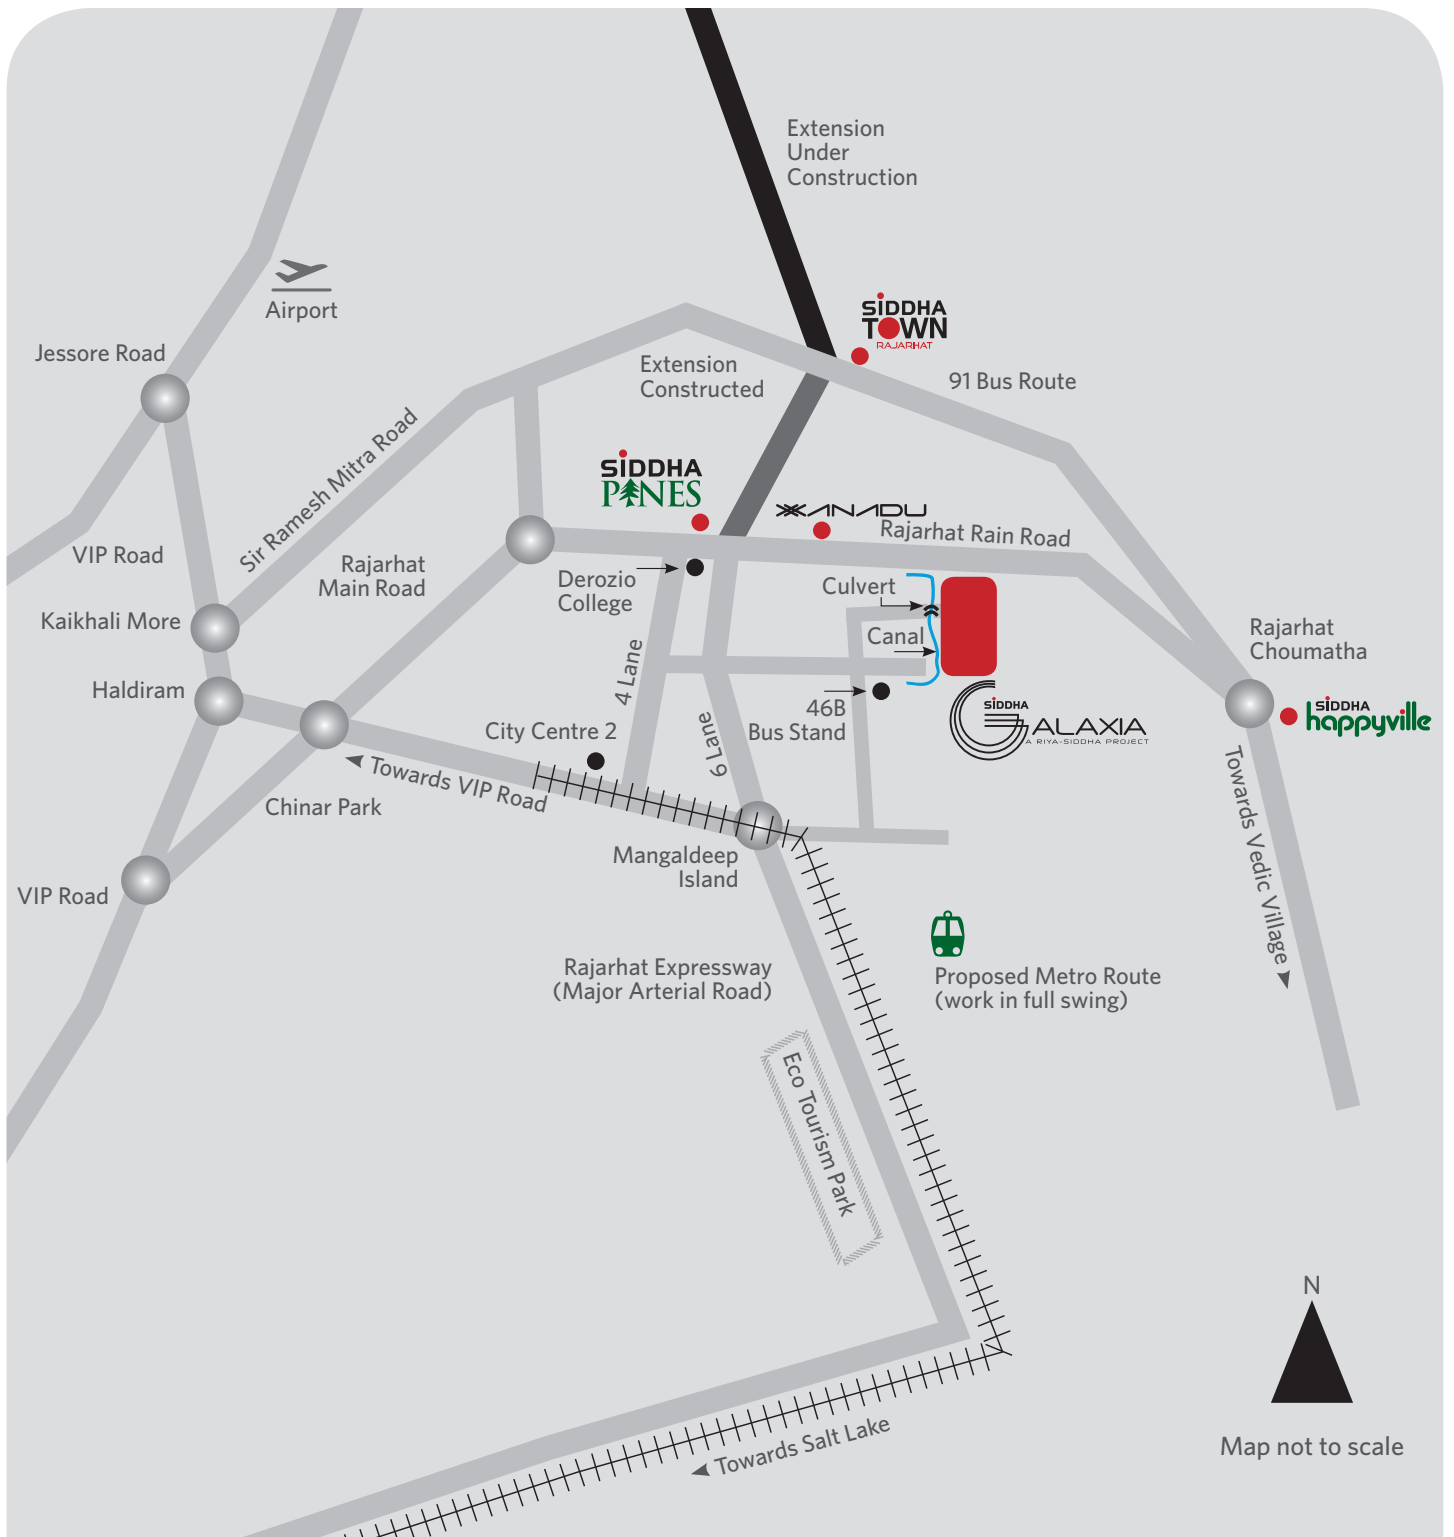 Extension
Under
Construction
Airport
SIDDHA
TOWN
RAJARHAT
Jessore Road
Extension
Constructed
91 Bus Route
Sir Ramesh Mitra Road
SIDDHA
PINES
XANADU
Rajarhat Rain Road
VIP Road
Rajarhat
Main Road
Derozio
College
Culvert
Kaikhali More
Canal
Rajarhat
Choumatha
4 Lane
Haldiram
46B
Bus Stand
SIDDHA
GALAXIA
A RIYA-SIDDHA PROJECT
SIDDHA
happyville
City Centre 2
6 Lane
Towards VIP Road
Chinar Park
Towards Vedic Village
Mangaldeep
Island
VIP Road
Rajarhat Expressway
(Major Arterial Road)
Proposed Metro Route
(work in full swing)
Eco Tourism Park
N
Towards Salt Lake
Map not to scale